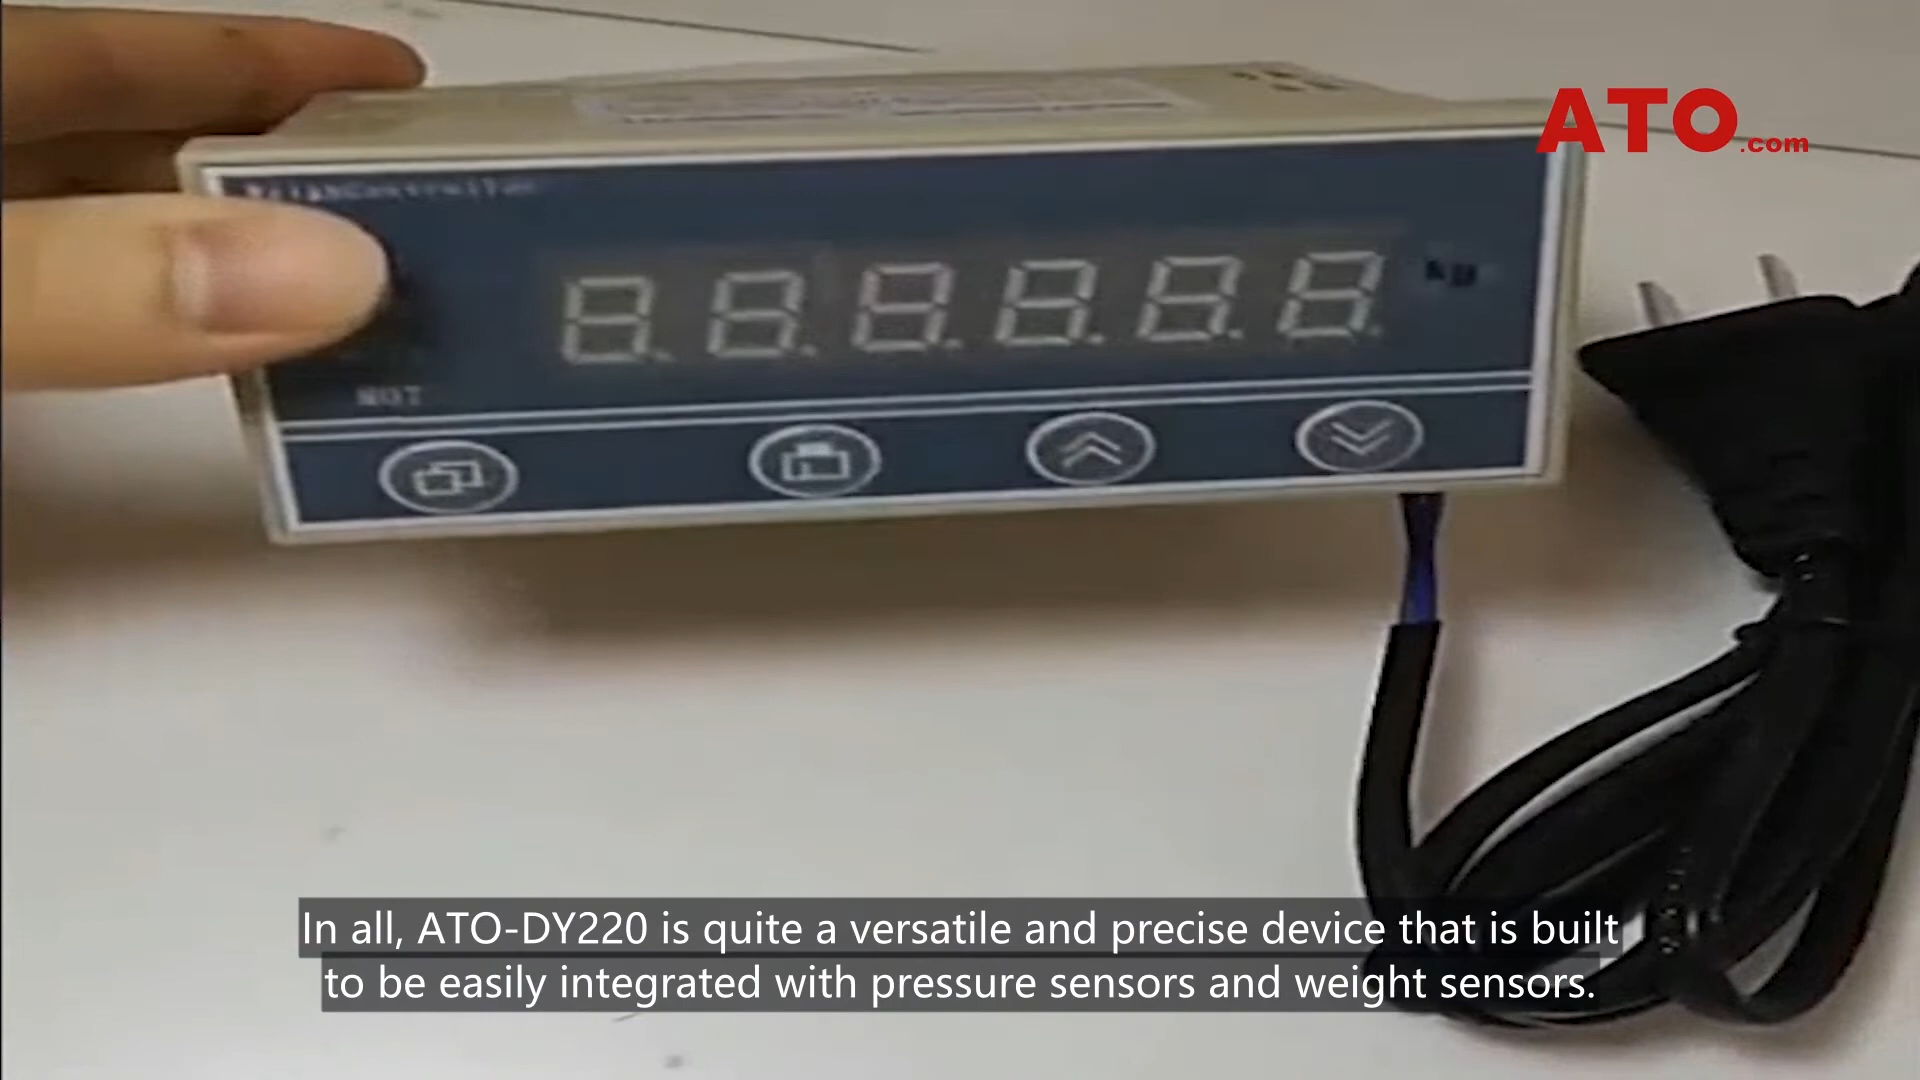 ATO.com
NOT
In all, ATO-DY220 is quite a versatile and precise device that is built
to be easily integrated with pressure sensors and weight sensors.